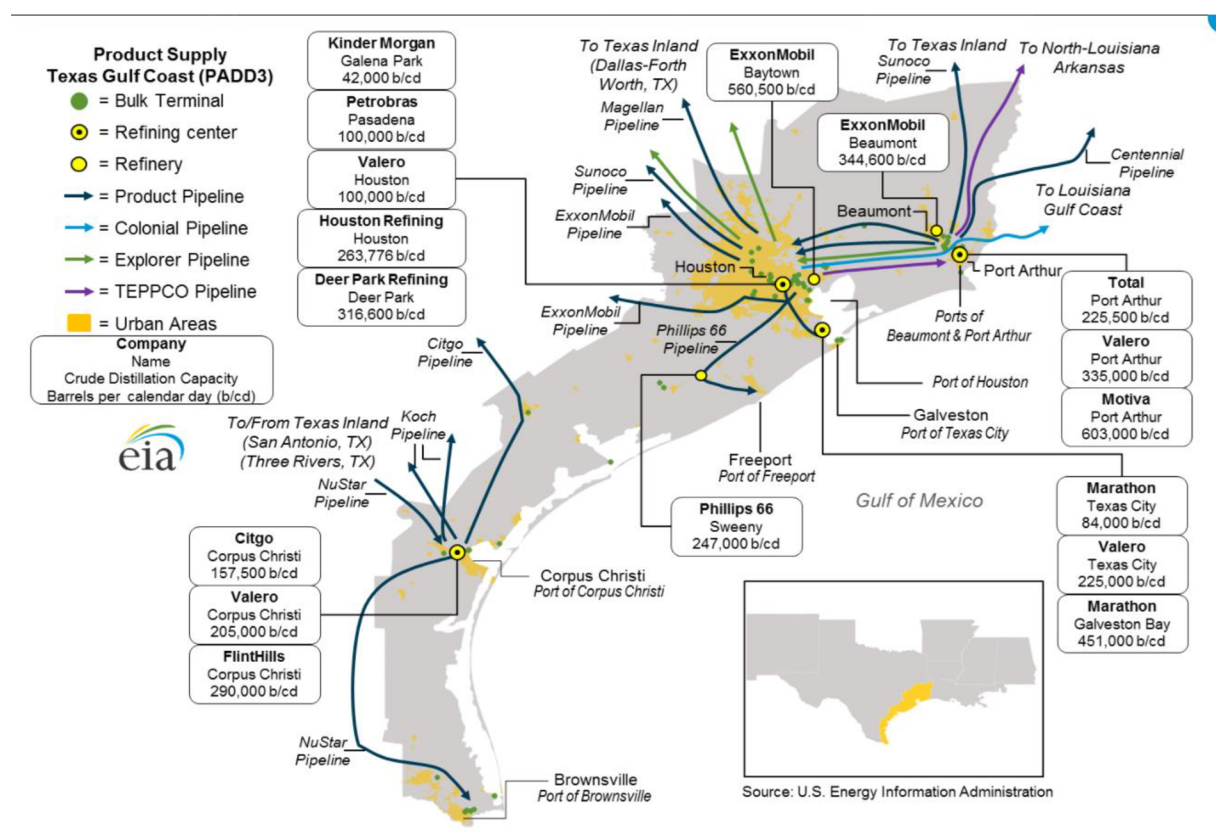 Product Supply
Texas Gulf Coast (PADD3)
= Bulk Terminal
= Refining center
= Refinery
= Product Pipeline
= Colonial Pipeline
= Explorer Pipeline
= TEPPCO Pipeline
= Urban Areas
Company
Name
Crude Distillation Capacity
Barrels per calendar day (b/cd)
eia
Kinder Morgan
Galena Park
42,000 b/cd
Petrobras
Pasadena
100,000 b/cd
Valero
Houston
100,000 b/cd
Houston Refining
Houston
263,776 b/cd
Deer Park Refining
Deer Park
316,600 b/cd
To Texas Inland
(Dallas-Forth
Worth, TX)
Magellan
Pipeline
Sunoco
Pipeline
ExxonMobil
Pipeline
ExxonMobil
Baytown
560,500 b/cd
ExxonMobil
Beaumont
344,600 b/cd
To Texas Inland
Sunoco
Pipeline
To North-Louisiana
Arkansas
Centennial
Pipeline
To Louisiana
Gulf Coast
Beaumont
Houston
Port Arthur
Ports of
Beaumont & Port Arthur
Total
Port Arthur
225,500 b/cd
Valero
Port Arthur
335,000 b/cd
Motiva
Port Arthur
603,000 b/cd
ExxonMobil
Pipeline
Phillips 66
Pipeline
Port of Houston
Galveston
Port of Texas City
Freeport
Port of Freeport
Citgo
Pipeline
Koch
Pipeline
To/From Texas Inland
(San Antonio, TX)
(Three Rivers, TX)
NuStar
Pipeline
Phillips 66
Sweeny
247,000 b/cd
Gulf of Mexico
Marathon
Texas City
84,000 b/cd
Valero
Texas City
225,000 b/cd
Marathon
Galveston Bay
451,000 b/cd
Citgo
Corpus Christi
157,500 b/cd
Valero
Corpus Christi
205,000 b/cd
FlintHills
Corpus Christi
290,000 b/cd
Corpus Christi
Port of Corpus Christi
NuStar
Pipeline
Brownsville
Port of Brownsville
Source: U.S. Energy Information Administration